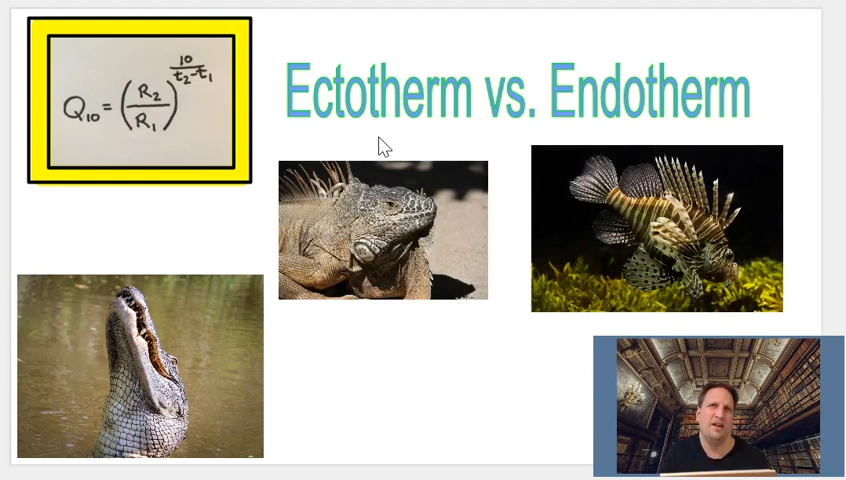 Q₁₀ = (R₂/R₁)^(10/(t₂-t₁))
Ectotherm vs. Endotherm